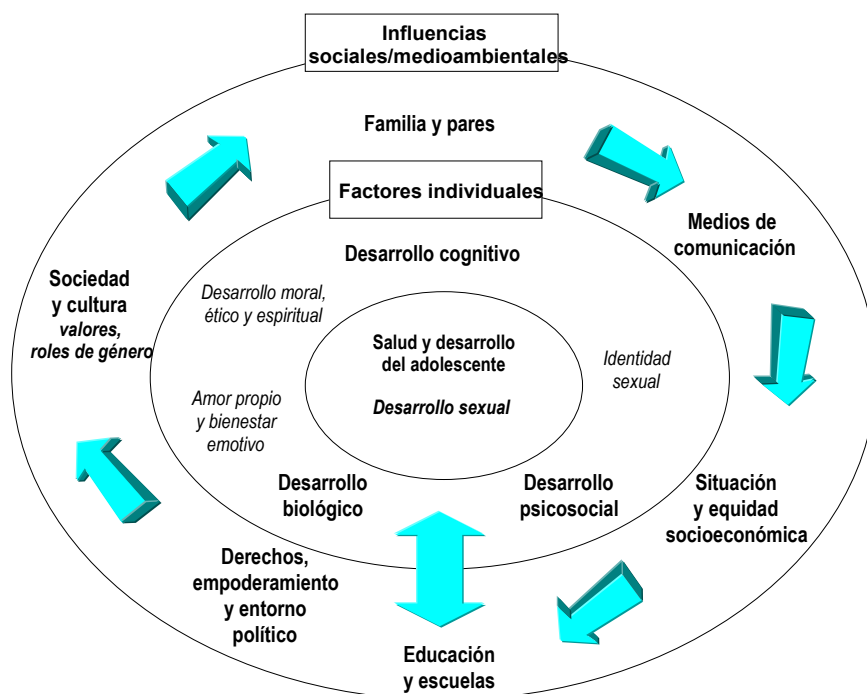 Influencias
sociales/medioambientales
Familia y pares
Factores individuales
Medios de
comunicación
Desarrollo cognitivo
Sociedad
y cultura
valores,
roles de género
Desarrollo moral,
ético y espiritual
Salud y desarrollo
del adolescente
Desarrollo sexual
Identidad
sexual
Amor propio
y bienestar
emotivo
Desarrollo
biológico
Desarrollo
psicosocial
Situación
y equidad
socioeconómica
Derechos,
empoderamiento
y entorno
político
Educación
y escuelas